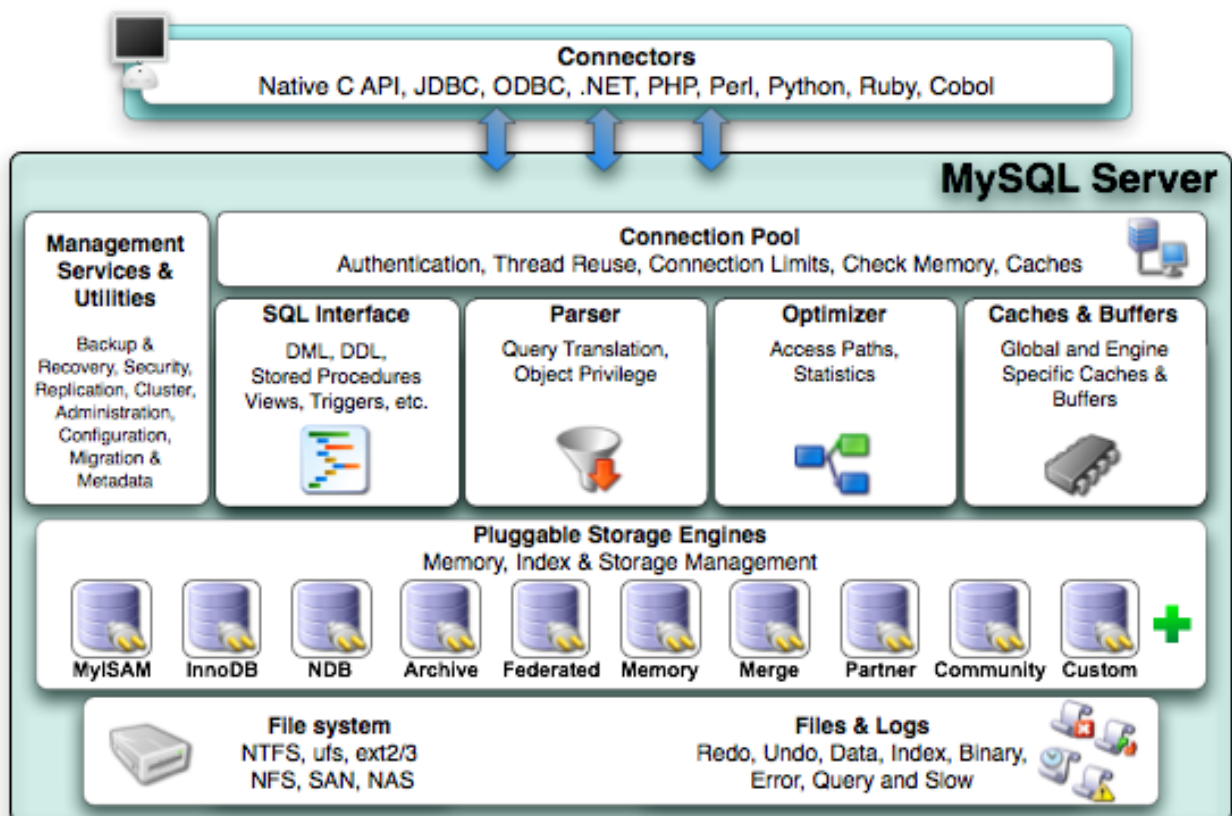 Connectors
Native C API, JDBC, ODBC, .NET, PHP, Perl, Python, Ruby, Cobol
MySQL Server
Management
Services &
Utilities
Backup &
Recovery, Security,
Replication, Cluster,
Administration,
Configuration,
Migration &
Metadata
Connection Pool
Authentication, Thread Reuse, Connection Limits, Check Memory, Caches
SQL Interface
DML, DDL,
Stored Procedures
Views, Triggers, etc.
Parser
Query Translation,
Object Privilege
Optimizer
Access Paths,
Statistics
Caches & Buffers
Global and Engine
Specific Caches &
Buffers
Pluggable Storage Engines
Memory, Index & Storage Management
MyISAM
InnoDB
NDB
Archive
Federated
Memory
Merge
Partner
Community
Custom
File system
NTFS, ufs, ext2/3
NFS, SAN, NAS
Files & Logs
Redo, Undo, Data, Index, Binary,
Error, Query and Slow